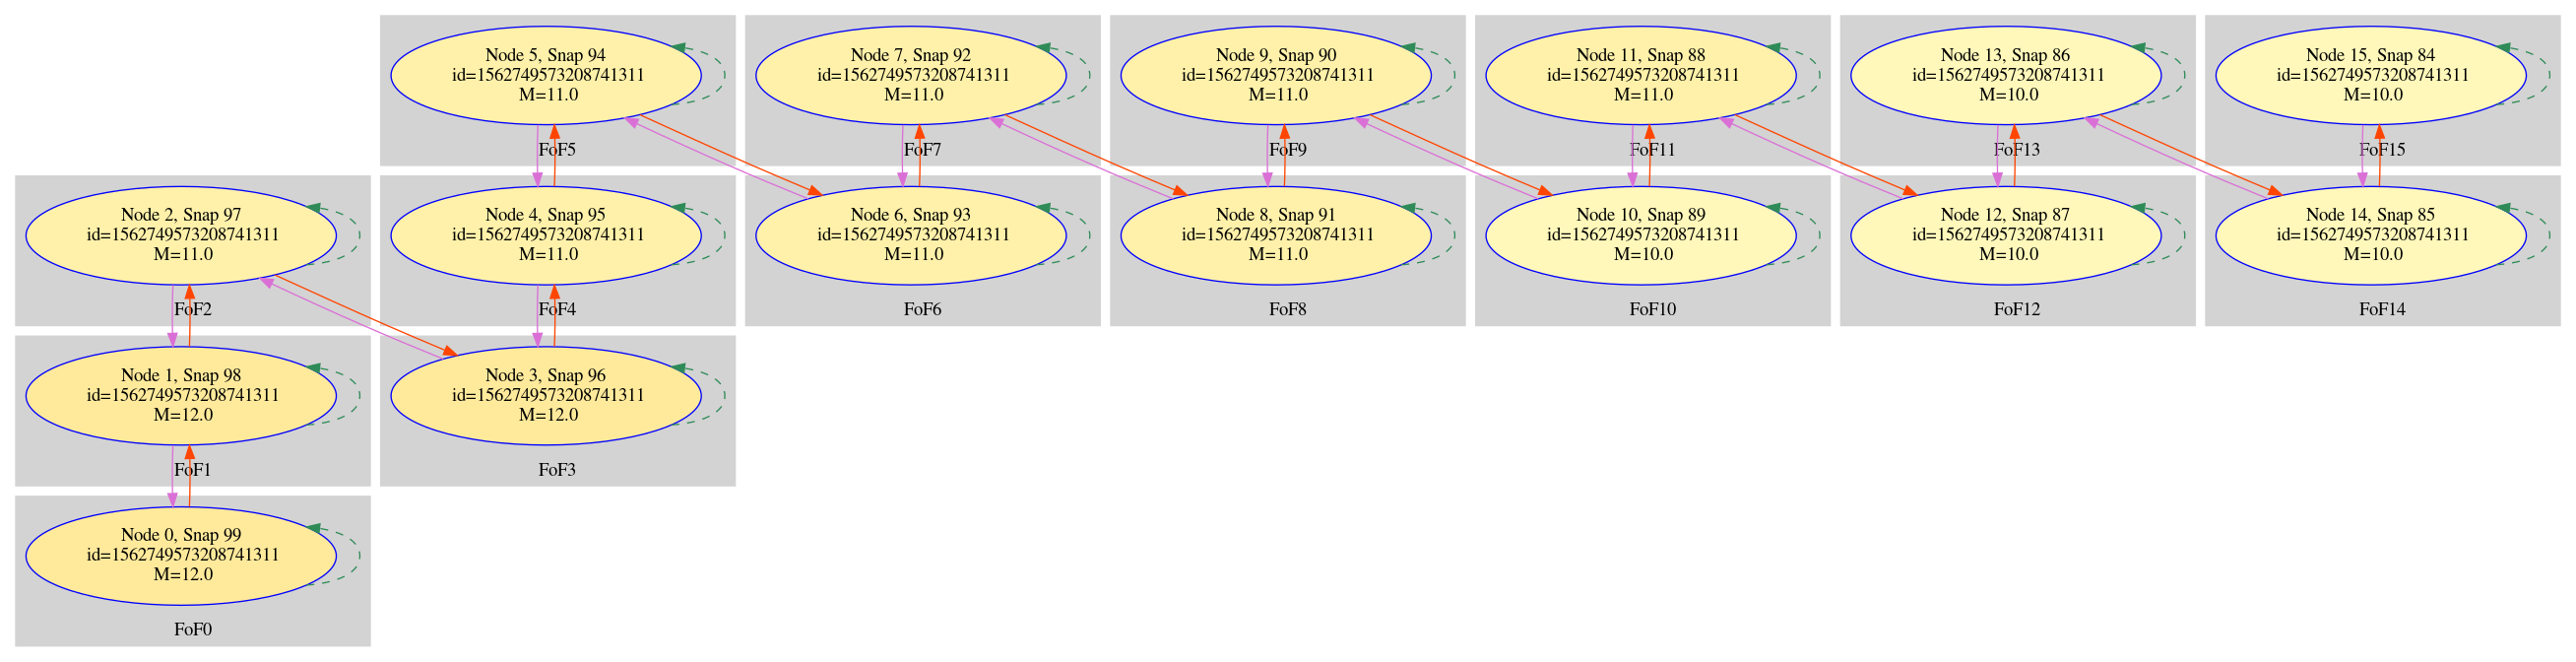 Node 5, Snap 94
id=1562749573208741311
M=11.0
FoF5
Node 7, Snap 92
id=1562749573208741311
M=11.0
FoF7
Node 9, Snap 90
id=1562749573208741311
M=11.0
FoF9
Node 11, Snap 88
id=1562749573208741311
M=11.0
FoF11
Node 13, Snap 86
id=1562749573208741311
M=10.0
FoF13
Node 15, Snap 84
id=1562749573208741311
M=10.0
FoF15
Node 2, Snap 97
id=1562749573208741311
M=11.0
FoF2
Node 4, Snap 95
id=1562749573208741311
M=11.0
FoF4
Node 6, Snap 93
id=1562749573208741311
M=11.0
FoF6
Node 8, Snap 91
id=1562749573208741311
M=11.0
FoF8
Node 10, Snap 89
id=1562749573208741311
M=10.0
FoF10
Node 12, Snap 87
id=1562749573208741311
M=10.0
FoF12
Node 14, Snap 85
id=1562749573208741311
M=10.0
FoF14
Node 1, Snap 98
id=1562749573208741311
M=12.0
FoF1
Node 3, Snap 96
id=1562749573208741311
M=12.0
FoF3
Node 0, Snap 99
id=1562749573208741311
M=12.0
FoF0